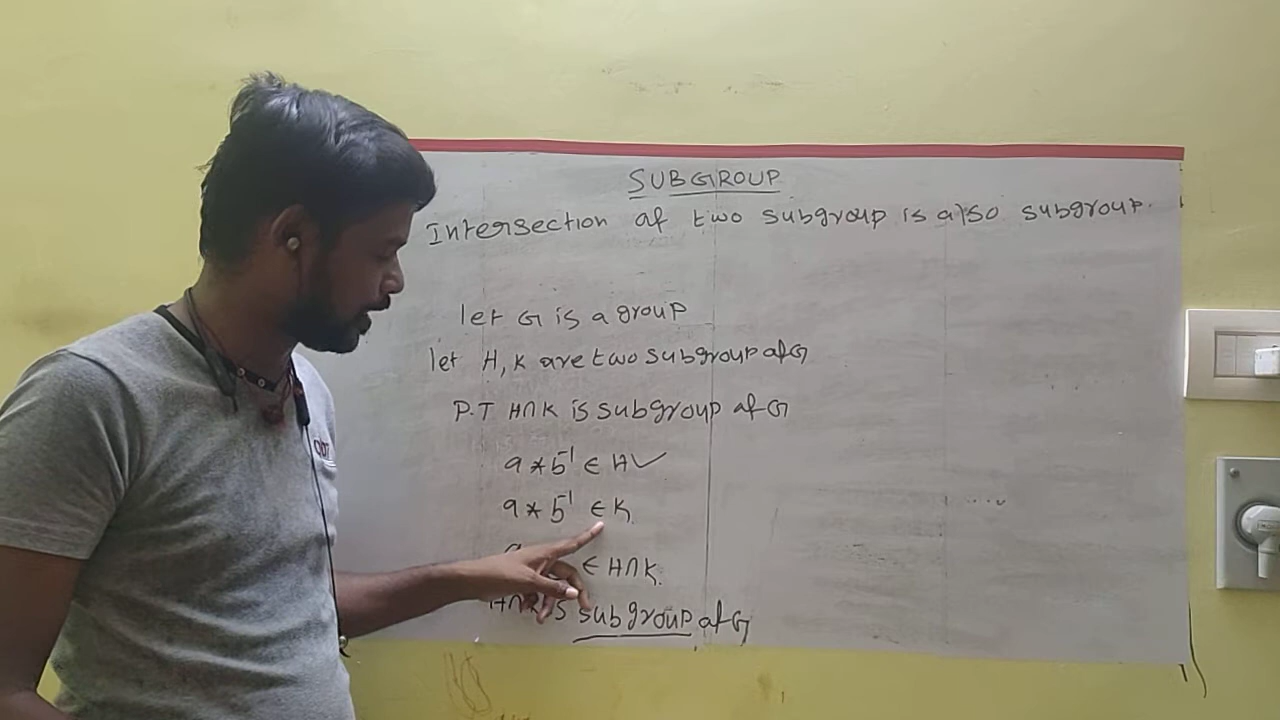 SUBGROUP
Intersection of two subgroup is also subgroup.
let G is a group
let H, K are two subgroup of G
P.T H∩K is subgroup of G
a * b⁻¹ ∈ H✓
a * b⁻¹ ∈ K.
∈ H∩K.
H∩K is subgroup of G